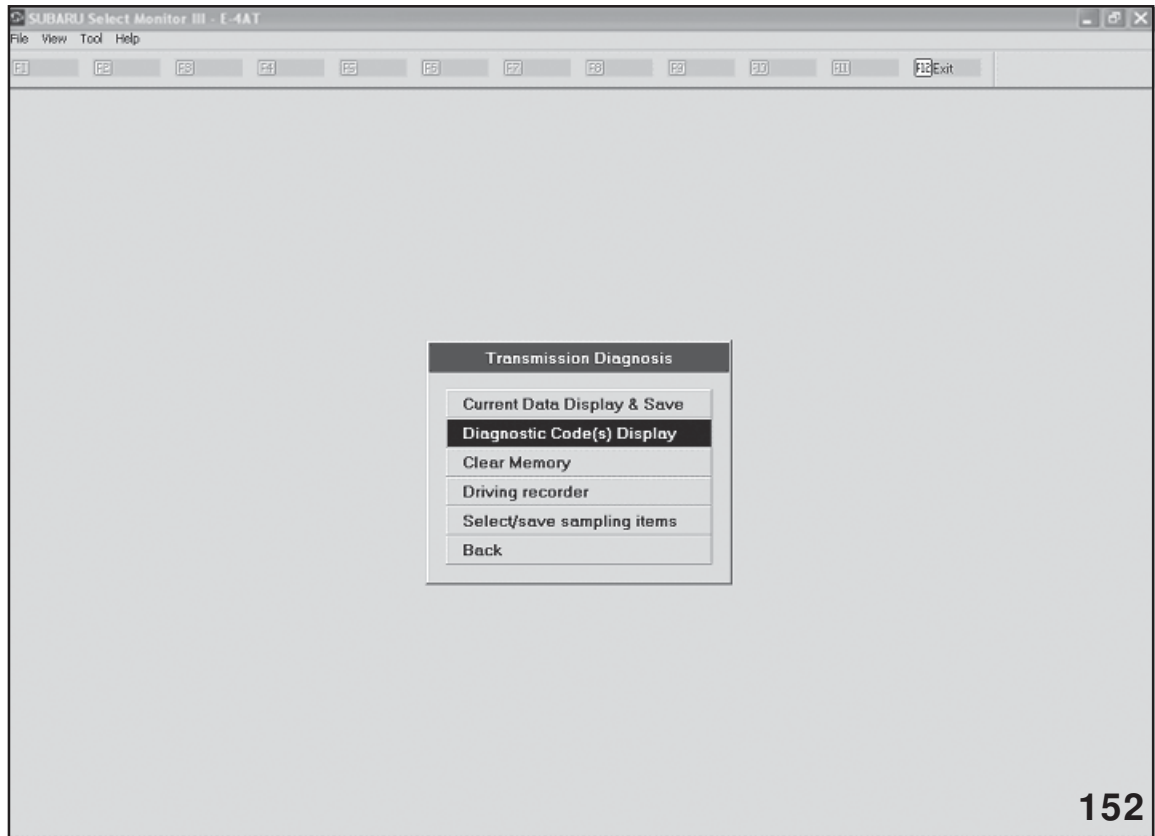 SUBARU Select Monitor III - E-4AT
File View Tool Help
F1 F2 F3 F4 F5 F6 F7 F8 F9 F10 F11 F12 Exit
Transmission Diagnosis
Current Data Display & Save
Diagnostic Code(s) Display
Clear Memory
Driving recorder
Select/save sampling items
Back
152